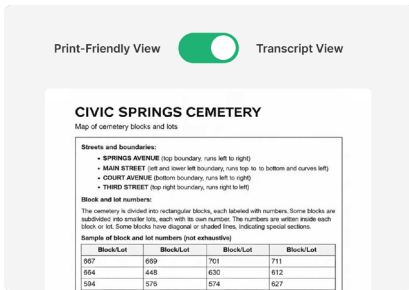 Print-Friendly View
Transcript View
CIVIC SPRINGS CEMETERY
Map of cemetery blocks and lots
Streets and boundaries:
• SPRINGS AVENUE (top boundary, runs left to right)
• MAIN STREET (left and lower left boundary, runs top to to bottom and curves left)
• COURT AVENUE (bottom boundary, runs left to right)
• THIRD STREET (top right boundary, runs right to left)
Block and lot numbers:
The cemetery is divided into rectangular blocks, each labeled with numbers. Some blocks are
subdivided into smaller lots, each with its own number. The numbers are written inside each
block or lot. Some blocks have diagonal or shaded lines, indicating special sections.
Sample of block and lot numbers (not exhaustive)
Block/Lot Block/Lot Block/Lot Block/Lot
667 669 701 711
664 448 630 612
594 576 574 627